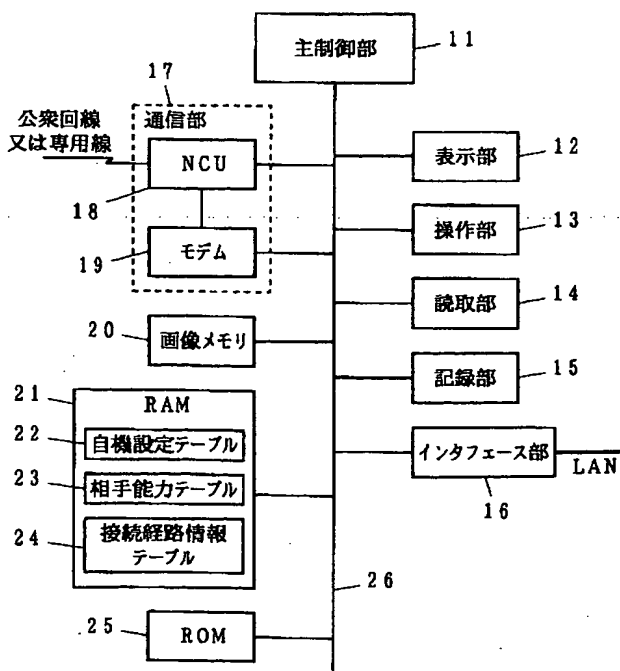 主制御部
11
17
公衆回線
又は専用線
通信部
NCU
18
モデム
19
表示部
12
操作部
13
読取部
14
記録部
15
インタフェース部
16
LAN
20
画像メモリ
21
RAM
22
自機設定テーブル
23
相手能力テーブル
24
接続経路情報
テーブル
25
ROM
26